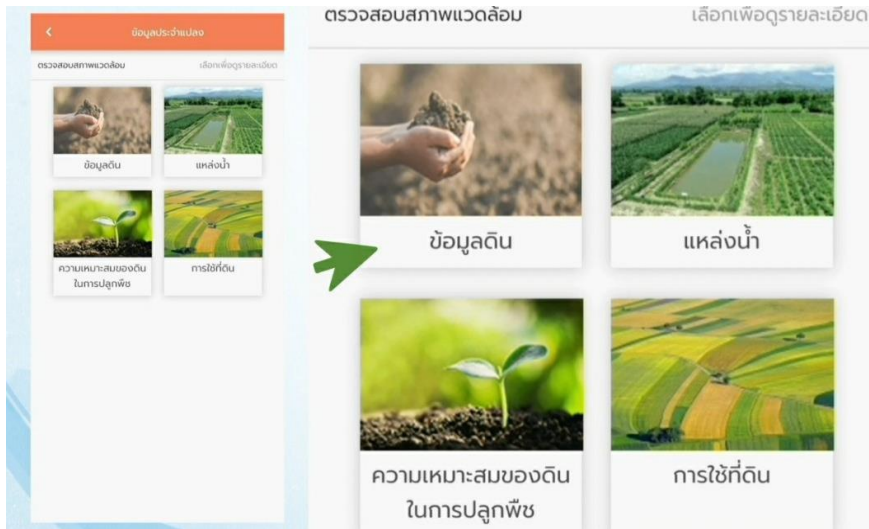 ข้อมูลประจำแปลง
ตรวจสอบสภาพแวดล้อม เลือกเพื่อดูรายละเอียด
ข้อมูลดิน แหล่งน้ำ
ความเหมาะสมของดิน การใช้ที่ดิน
ในการปลูกพืช
ตรวจสอบสภาพแวดล้อม เลือกเพื่อดูรายละเอียด
ข้อมูลดิน แหล่งน้ำ
ความเหมาะสมของดิน การใช้ที่ดิน
ในการปลูกพืช